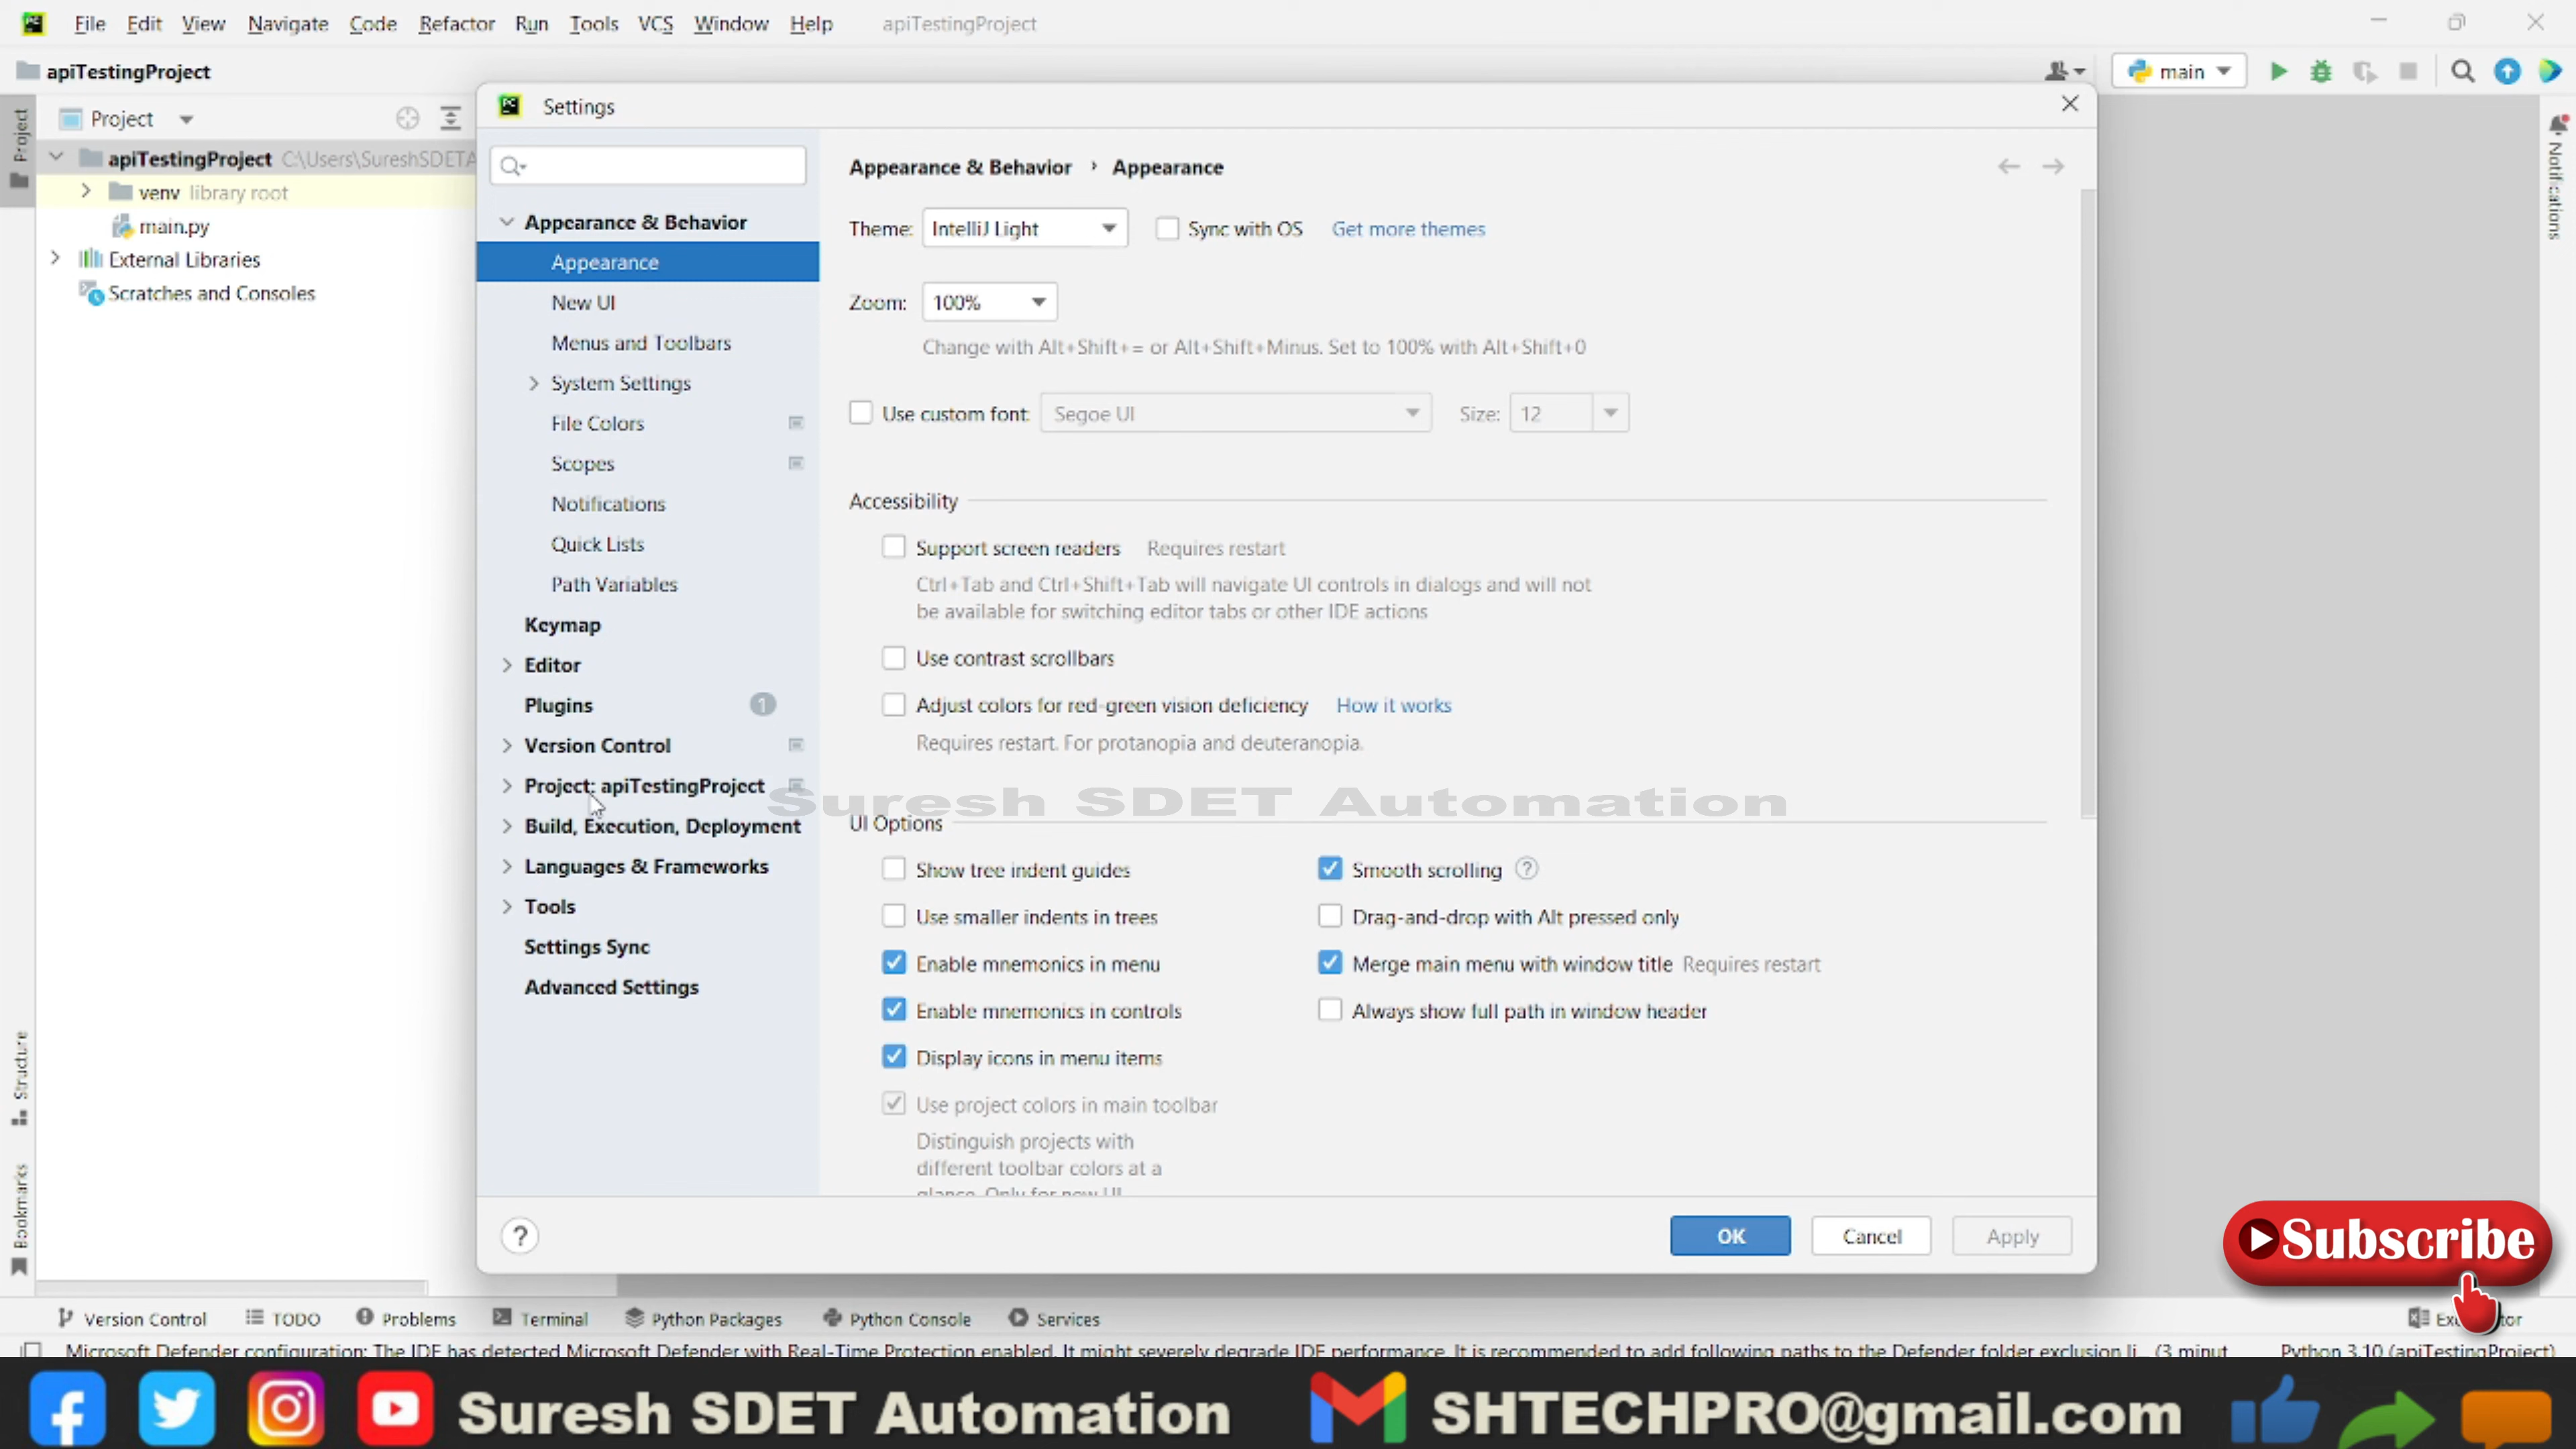 File Edit View Navigate Code Refactor Run Tools VCS Window Help apiTestingProject
apiTestingProject
main
Project
Project
apiTestingProject C:\Users\SureshSDETA
venv library root
main.py
External Libraries
Scratches and Consoles
Structure
Bookmarks
Notifications
Settings
Appearance & Behavior
Appearance
New UI
Menus and Toolbars
System Settings
File Colors
Scopes
Notifications
Quick Lists
Path Variables
Keymap
Editor
Plugins 1
Version Control
Project: apiTestingProject
Build, Execution, Deployment
Languages & Frameworks
Tools
Settings Sync
Advanced Settings
Appearance & Behavior › Appearance
Theme: IntelliJ Light Sync with OS Get more themes
Zoom: 100%
Change with Alt+Shift+= or Alt+Shift+Minus. Set to 100% with Alt+Shift+0
Use custom font: Segoe UI Size: 12
Accessibility
Support screen readers Requires restart
Ctrl+Tab and Ctrl+Shift+Tab will navigate UI controls in dialogs and will not
be available for switching editor tabs or other IDE actions
Use contrast scrollbars
Adjust colors for red-green vision deficiency How it works
Requires restart. For protanopia and deuteranopia.
Suresh SDET Automation
UI Options
Show tree indent guides Smooth scrolling ?
Use smaller indents in trees Drag-and-drop with Alt pressed only
Enable mnemonics in menu Merge main menu with window title Requires restart
Enable mnemonics in controls Always show full path in window header
Display icons in menu items
Use project colors in main toolbar
Distinguish projects with
different toolbar colors at a
glance. Only for new UI
? OK Cancel Apply
Subscribe
Version Control TODO Problems Terminal Python Packages Python Console Services
Microsoft Defender configuration: The IDE has detected Microsoft Defender with Real-Time Protection enabled. It might severely degrade IDE performance. It is recommended to add following paths to the Defender folder exclusion li... (3 minut Python 3.10 (apiTestingProject)
Suresh SDET Automation SHTECHPRO@gmail.com